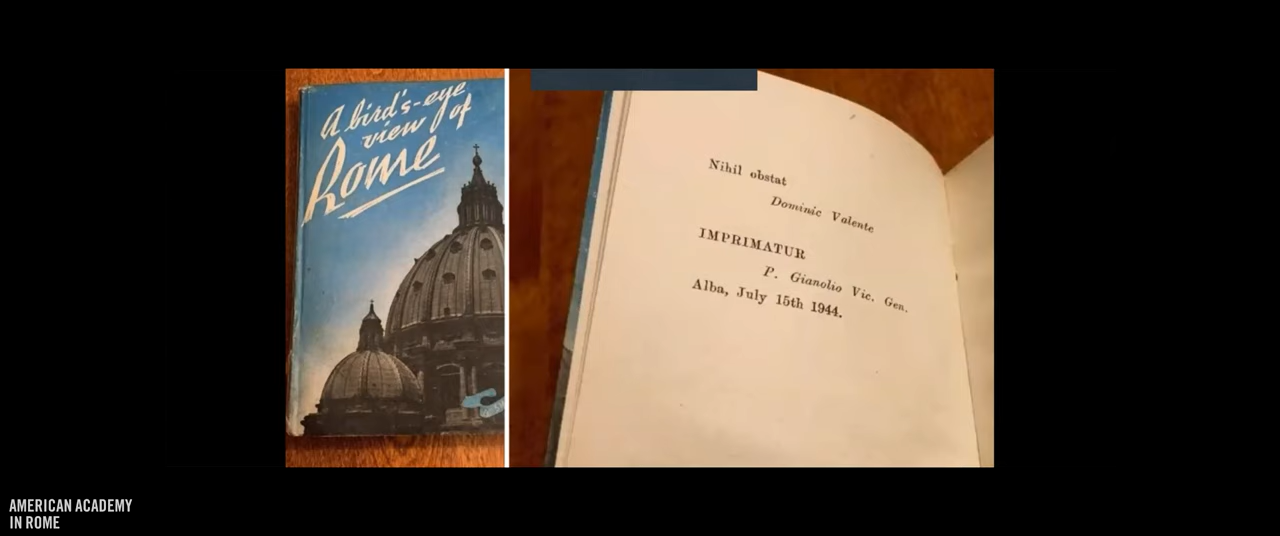 A bird's-eye
view of
Rome
Nihil obstat
Dominic Valente
IMPRIMATUR
P. Gianolio Vic. Gen.
Alba, July 15th 1944.
AMERICAN ACADEMY
IN ROME